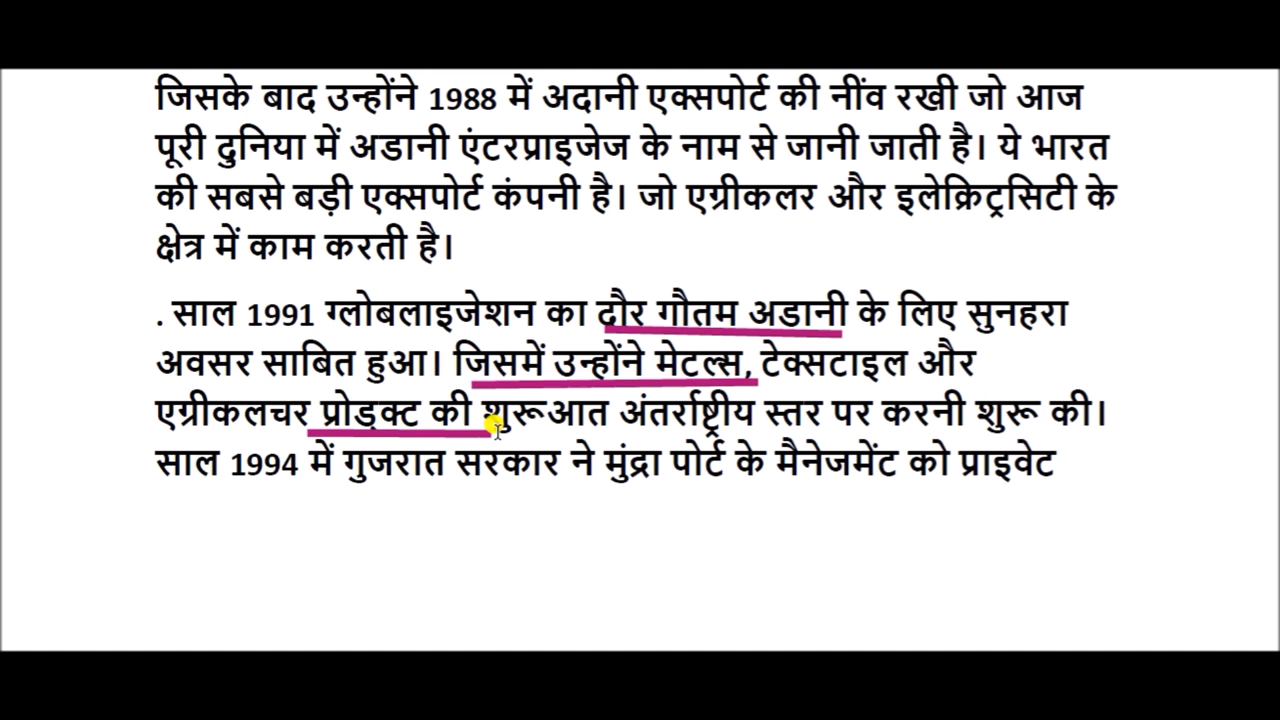 जिसके बाद उन्होंने 1988 में अदानी एक्सपोर्ट की नींव रखी जो आज
पूरी दुनिया में अडानी एंटरप्राइजेज के नाम से जानी जाती है। ये भारत
की सबसे बड़ी एक्सपोर्ट कंपनी है। जो एग्रीकलर और इलेक्रिट्रसिटी के
क्षेत्र में काम करती है।
. साल 1991 ग्लोबलाइजेशन का दौर गौतम अडानी के लिए सुनहरा
अवसर साबित हुआ। जिसमें उन्होंने मेटल्स, टेक्सटाइल और
एग्रीकलचर प्रोड्क्ट की शुरूआत अंतर्राष्ट्रीय स्तर पर करनी शुरू की।
साल 1994 में गुजरात सरकार ने मुंद्रा पोर्ट के मैनेजमेंट को प्राइवेट